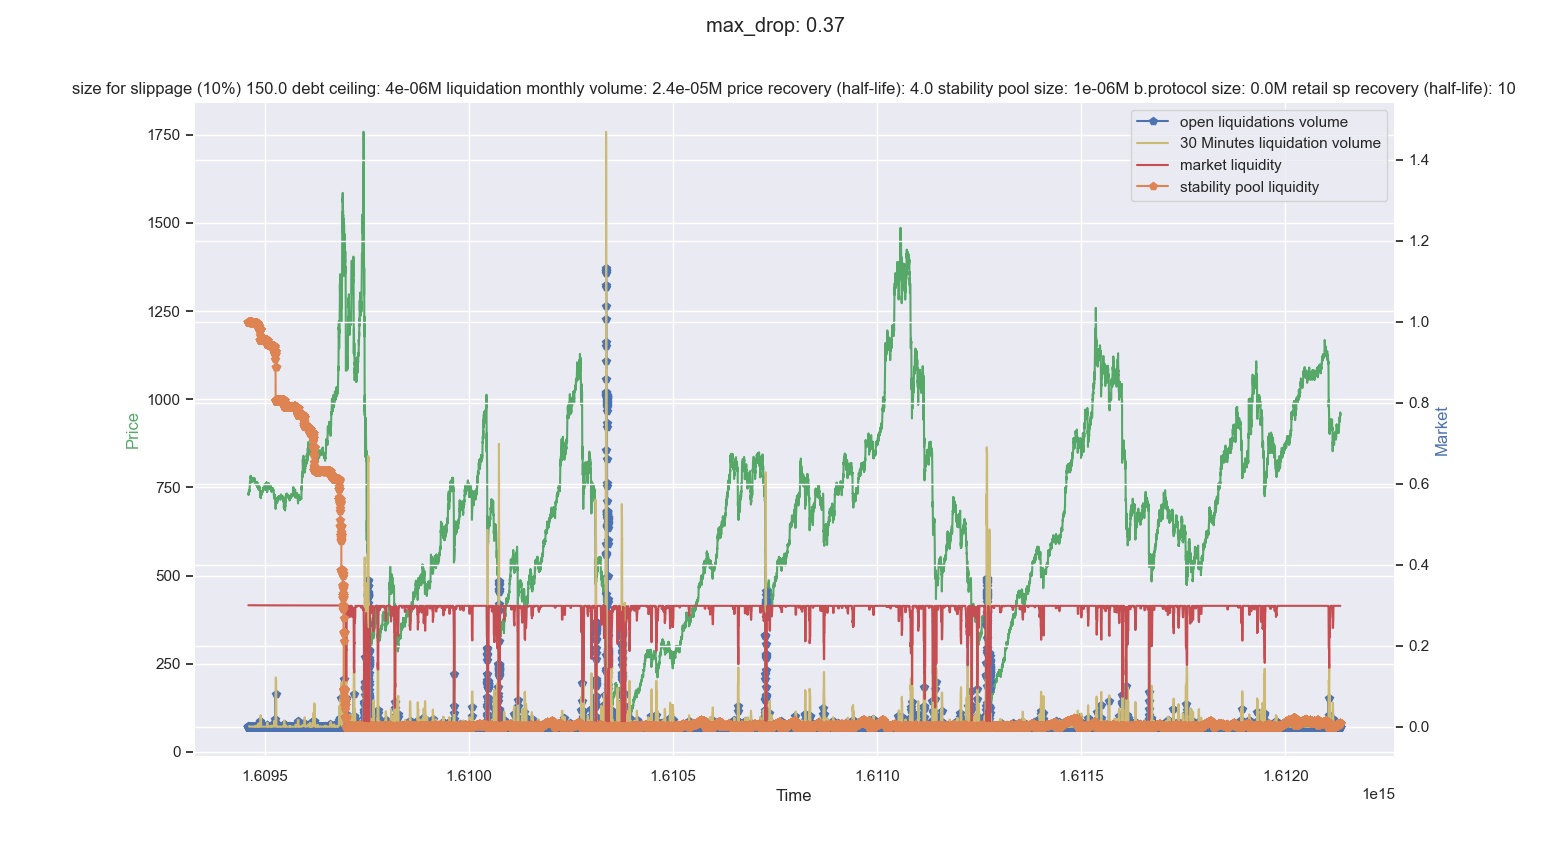 max_drop: 0.37
size for slippage (10%) 150.0 debt ceiling: 4e-06M liquidation monthly volume: 2.4e-05M price recovery (half-life): 4.0 stability pool size: 1e-06M b.protocol size: 0.0M retail sp recovery (half-life): 10
open liquidations volume
30 Minutes liquidation volume
market liquidity
stability pool liquidity
1750
1500
1250
1000
750
500
250
0
Price
1.4
1.2
1.0
0.8
0.6
0.4
0.2
0.0
Market
1.6095 1.6100 1.6105 1.6110 1.6115 1.6120
Time
1e15